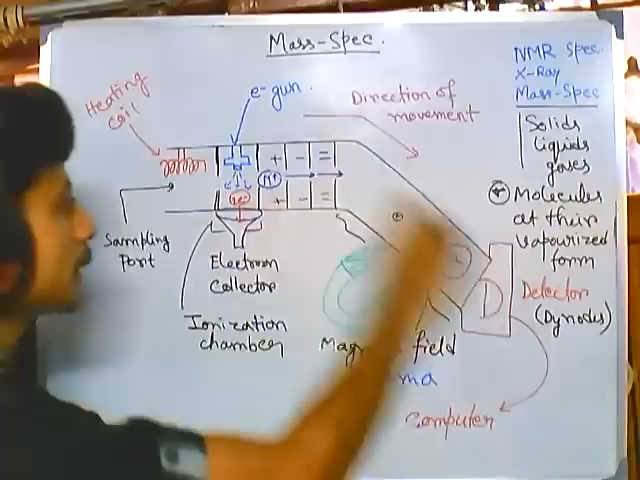 Mass-Spec.
NMR Spec.
X-Ray
Mass-Spec
Solids
liquids
gases
+ Molecules
at their
vapourized
form
Heating
coil
e- gun.
Direction of
movement
+ - =
+ - =
+
Sampling
Port
Electron
Collector
Ionization
chamber
field
ma
D
Detector
(Dynodes)
Computer